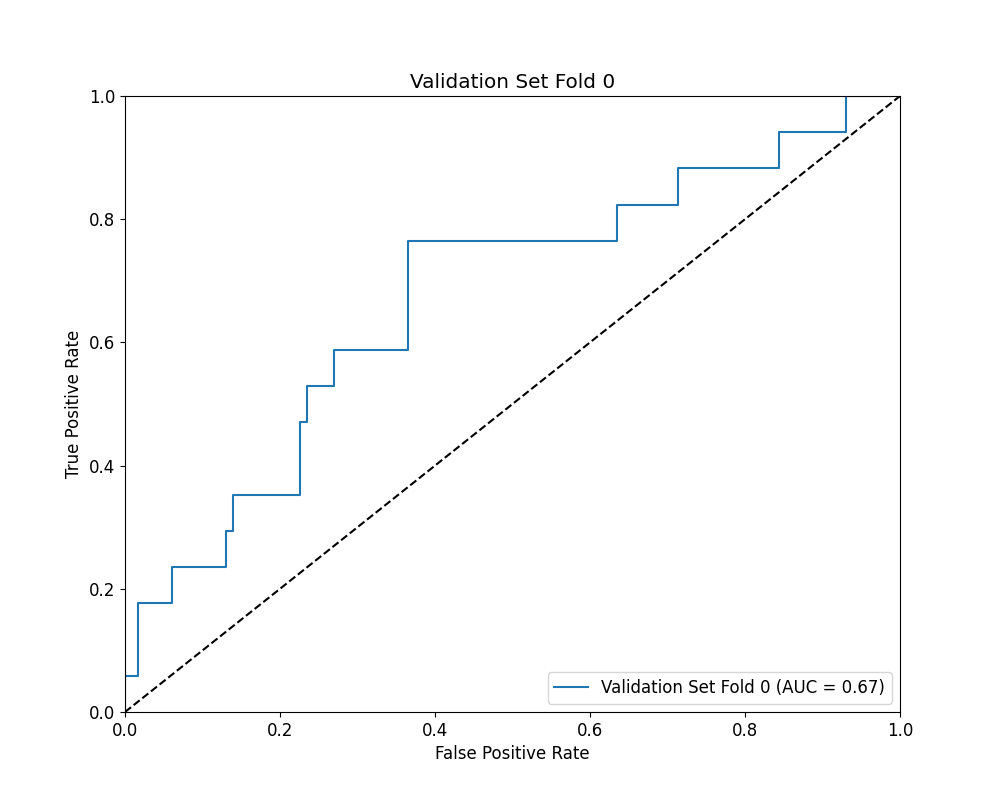 Validation Set Fold 0
1.0
0.8
0.6
0.4
0.2
0.0
True Positive Rate
Validation Set Fold 0 (AUC = 0.67)
0.0 0.2 0.4 0.6 0.8 1.0
False Positive Rate